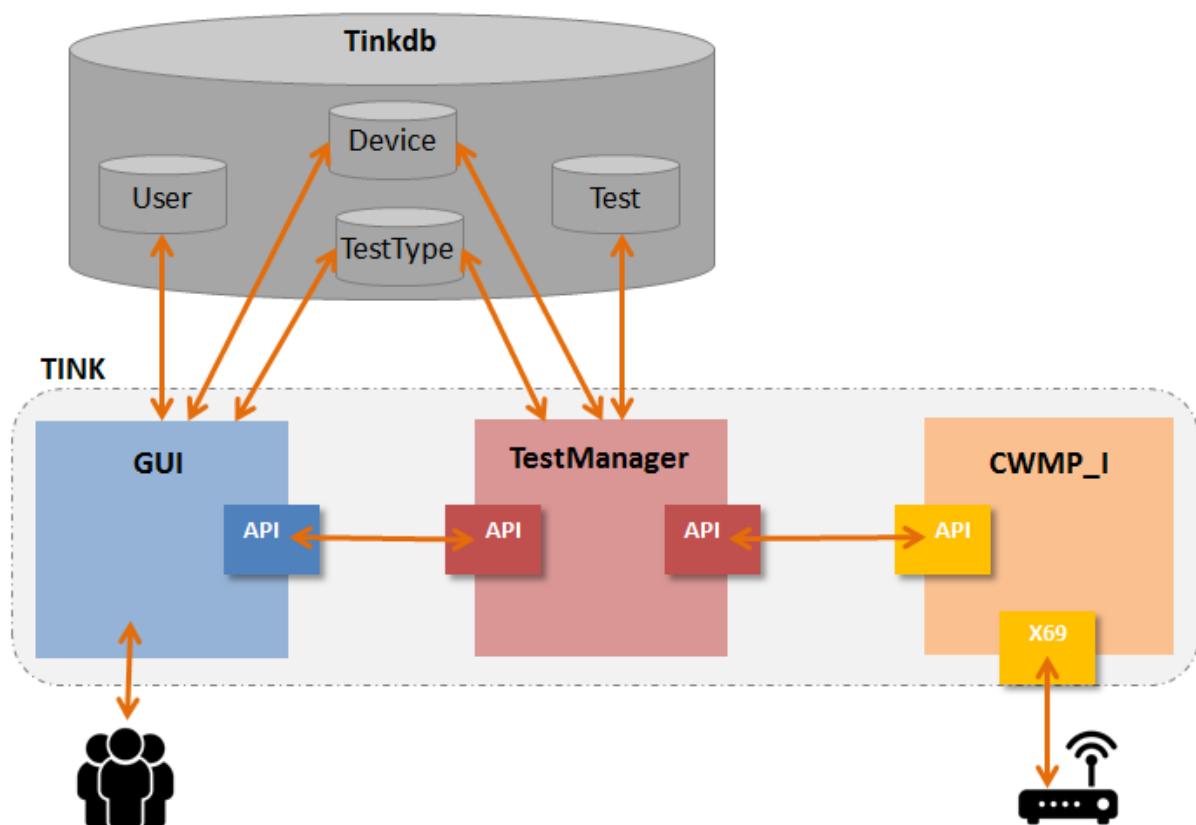 Tinkdb
Device
User
Test
TestType
TINK
GUI
TestManager
CWMP_I
API
API
API
API
X69